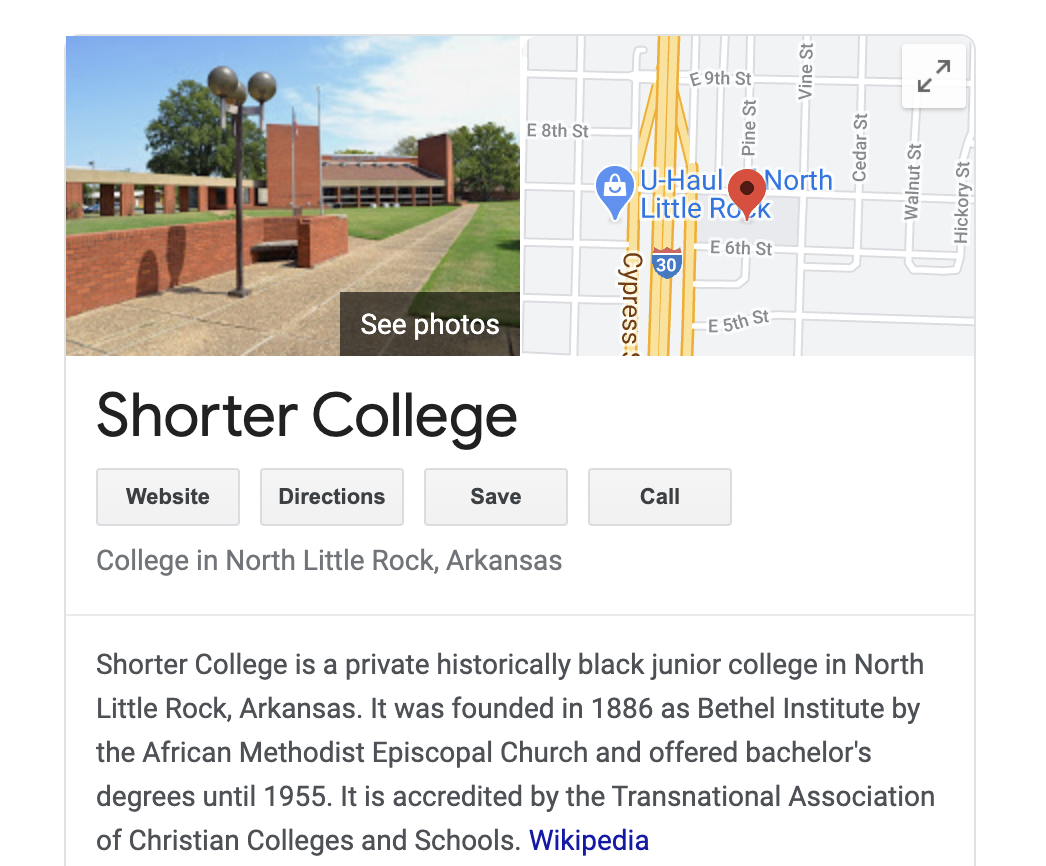 E 9th St
Vine St
E 8th St
Pine St
Cedar St
Walnut St
Hickory St
U-Haul North
Little Rock
E 6th St
30
Cypress S
E 5th St
See photos
Shorter College
Website
Directions
Save
Call
College in North Little Rock, Arkansas
Shorter College is a private historically black junior college in North
Little Rock, Arkansas. It was founded in 1886 as Bethel Institute by
the African Methodist Episcopal Church and offered bachelor's
degrees until 1955. It is accredited by the Transnational Association
of Christian Colleges and Schools. Wikipedia